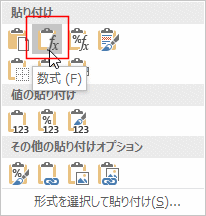 貼り付け
fx
%fx
数式 (F)
値の貼り付け
123
123
123
その他の貼り付けオプション
形式を選択して貼り付け(S)...